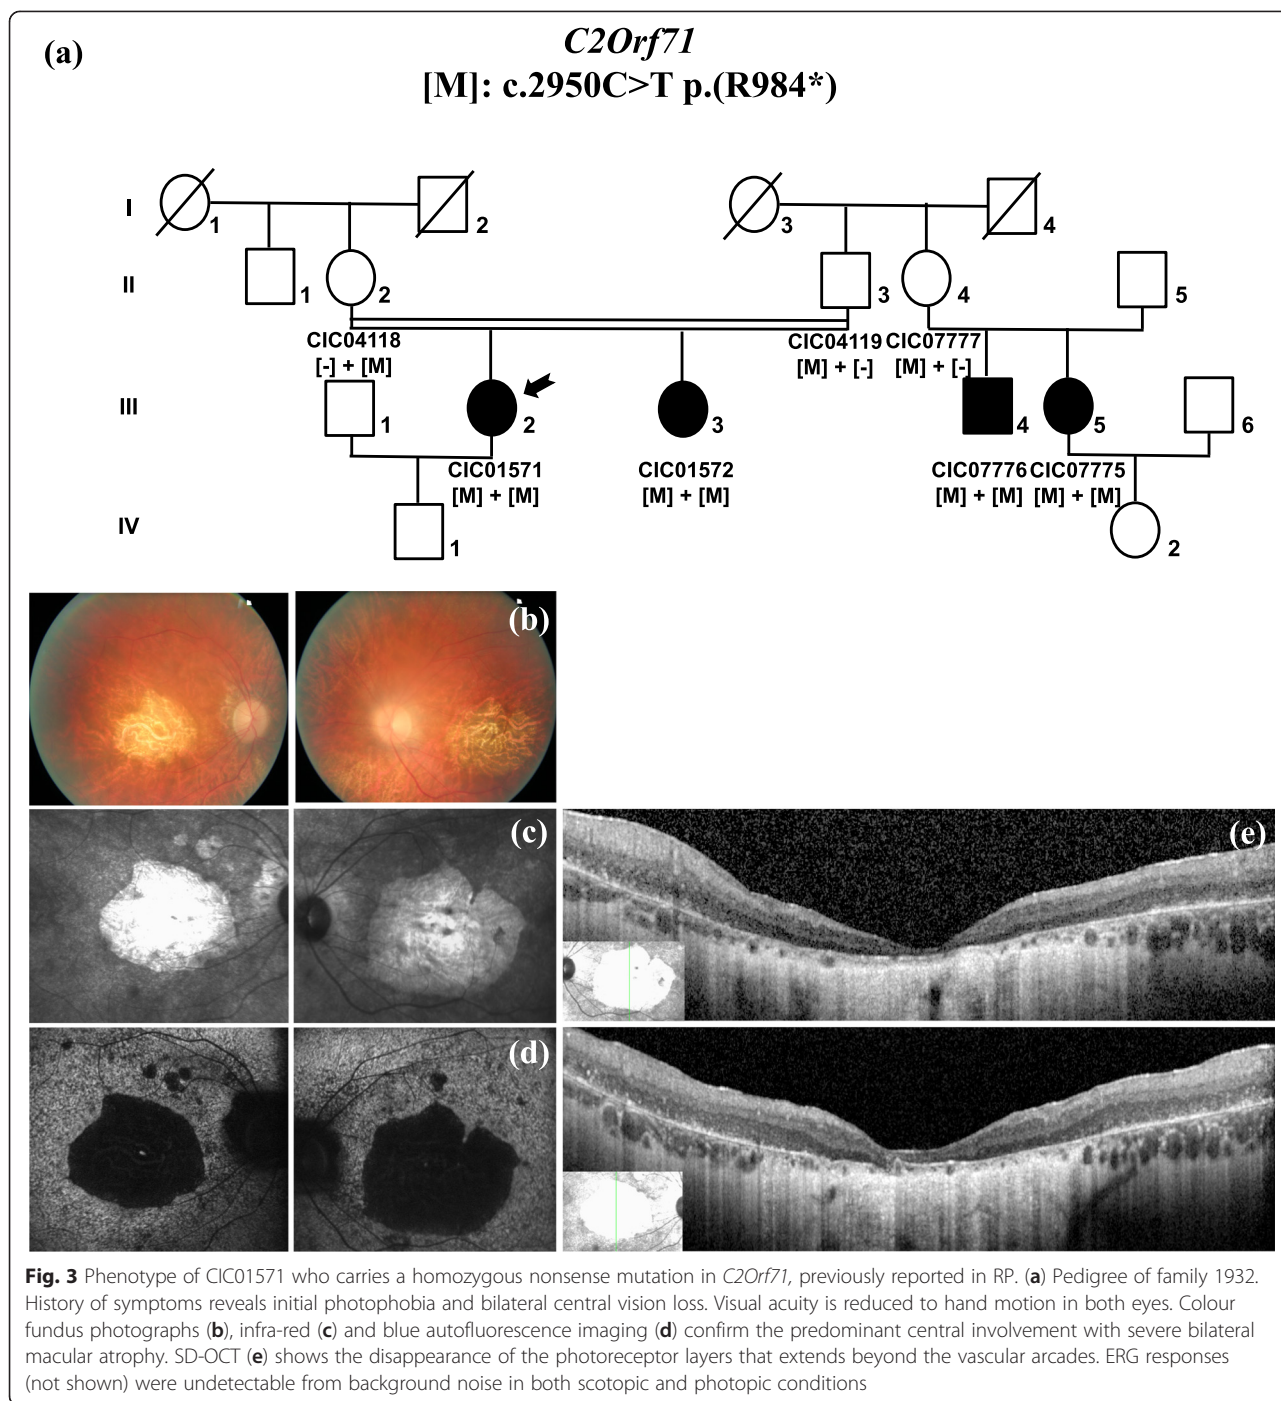 (a)
C2Orf71
[M]: c.2950C>T p.(R984*)
I
1
2
3
4
II
1
2
3
4
5
CIC04118
[-] + [M]
CIC04119
[M] + [-]
CIC07777
[M] + [-]
III
1
2
3
4
5
6
CIC01571
[M] + [M]
CIC01572
[M] + [M]
CIC07776
[M] + [M]
CIC07775
[M] + [M]
IV
1
2
(b)
(c)
(e)
(d)
Fig. 3 Phenotype of CIC01571 who carries a homozygous nonsense mutation in C2Orf71, previously reported in RP. (a) Pedigree of family 1932.
History of symptoms reveals initial photophobia and bilateral central vision loss. Visual acuity is reduced to hand motion in both eyes. Colour
fundus photographs (b), infra-red (c) and blue autofluorescence imaging (d) confirm the predominant central involvement with severe bilateral
macular atrophy. SD-OCT (e) shows the disappearance of the photoreceptor layers that extends beyond the vascular arcades. ERG responses
(not shown) were undetectable from background noise in both scotopic and photopic conditions